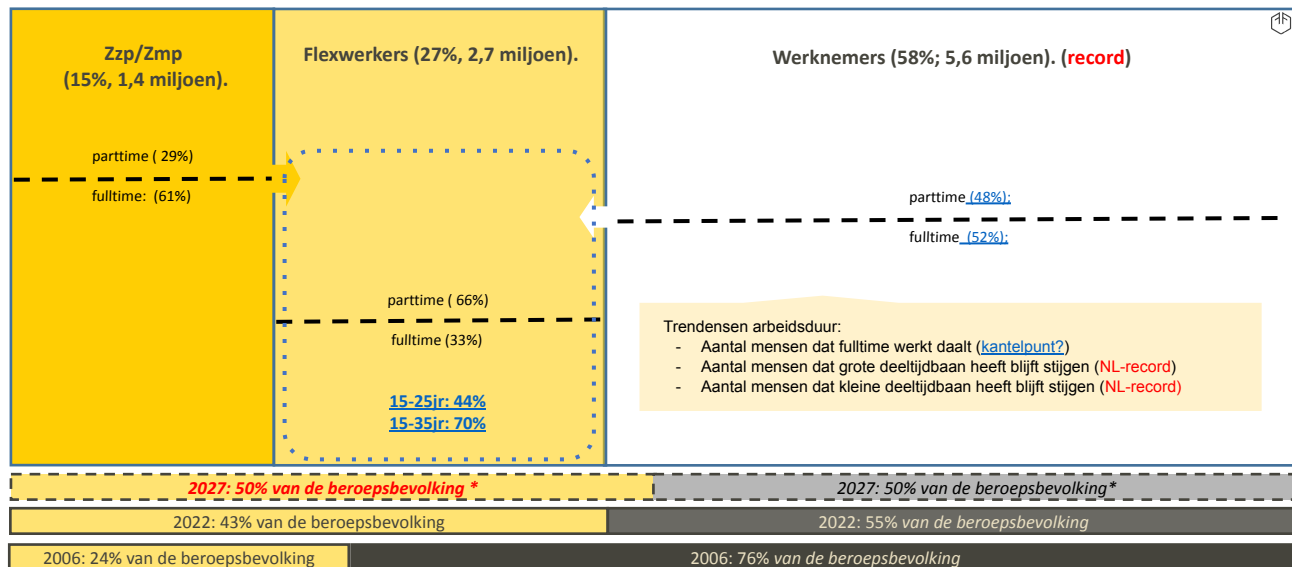 Zzp/Zmp
(15%, 1,4 miljoen).
Flexwerkers (27%, 2,7 miljoen).
Werknemers (58%; 5,6 miljoen). (record)
parttime ( 29%)
fulltime: (61%)
parttime (48%);
fulltime (52%);
parttime ( 66%)
fulltime (33%)
15-25jr: 44%
15-35jr: 70%
Trendensen arbeidsduur:
- Aantal mensen dat fulltime werkt daalt (kantelpunt?)
- Aantal mensen dat grote deeltijdbaan heeft blijft stijgen (NL-record)
- Aantal mensen dat kleine deeltijdbaan heeft blijft stijgen (NL-record)
2027: 50% van de beroepsbevolking *
2027: 50% van de beroepsbevolking*
2022: 43% van de beroepsbevolking
2022: 55% van de beroepsbevolking
2006: 24% van de beroepsbevolking
2006: 76% van de beroepsbevolking